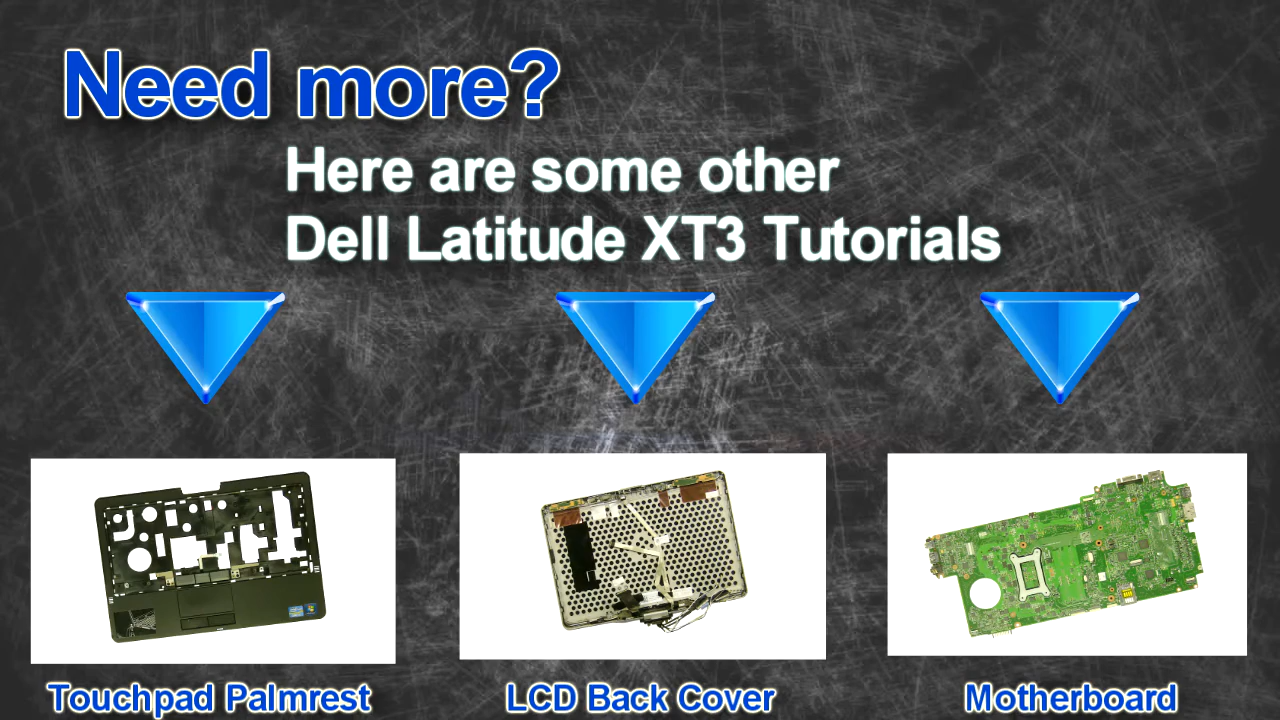 Need more?
Here are some other
Dell Latitude XT3 Tutorials
Touchpad Palmrest
LCD Back Cover
Motherboard